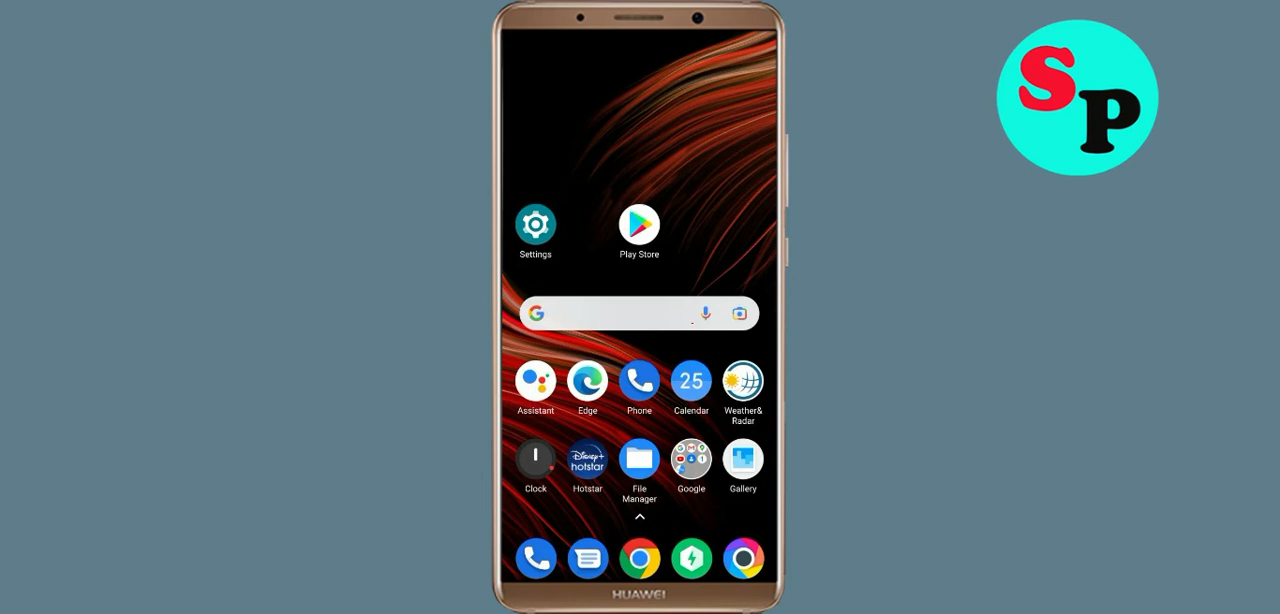 SP
Settings
Play Store
G
Assistant
Edge
Phone
25
Calendar
Weather&
Radar
Disney+
hotstar
Clock
Hotstar
File
Manager
Google
Gallery
HUAWEI